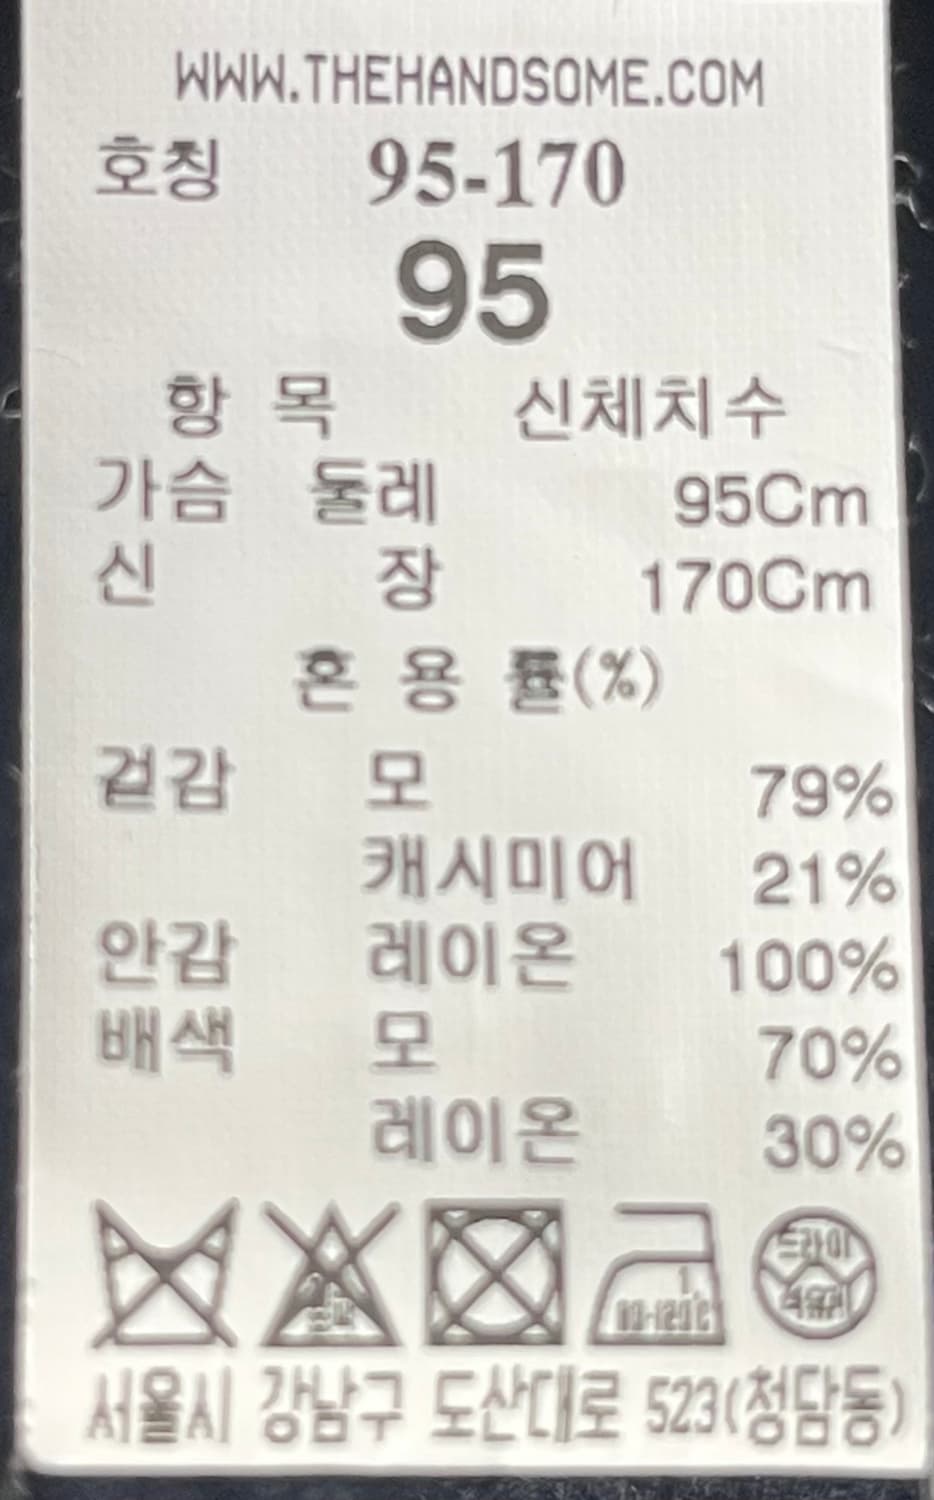 WWW.THEHANDSOME.COM
호칭 95-170
95
항 목 신체치수
가슴 둘레 95Cm
신 장 170Cm
혼 용 률(%)
겉감 모 79%
캐시미어 21%
안감 레이온 100%
배색 모 70%
레이온 30%
드라이
서울시 강남구 도산대로 523(청담동)